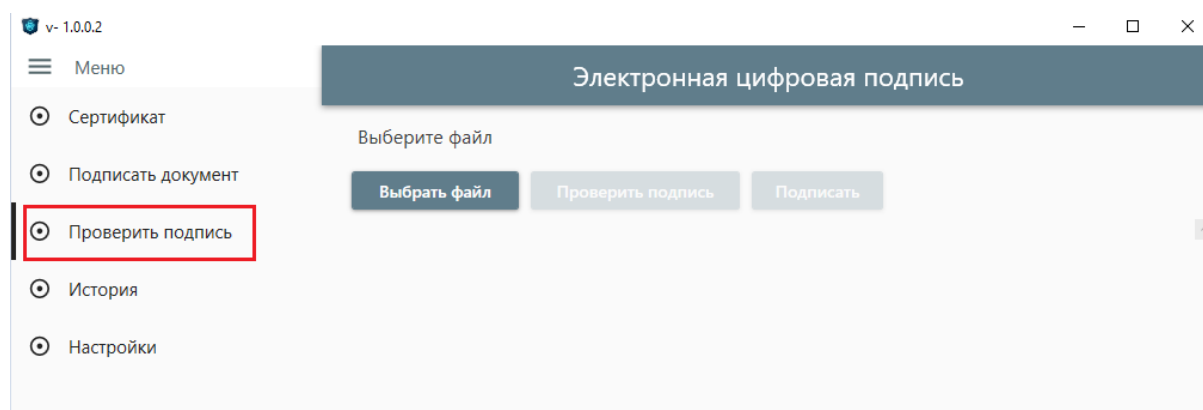 v- 1.0.0.2
Меню
Электронная цифровая подпись
Сертификат
Подписать документ
Проверить подпись
История
Настройки
Выберите файл
Выбрать файл
Проверить подпись
Подписать